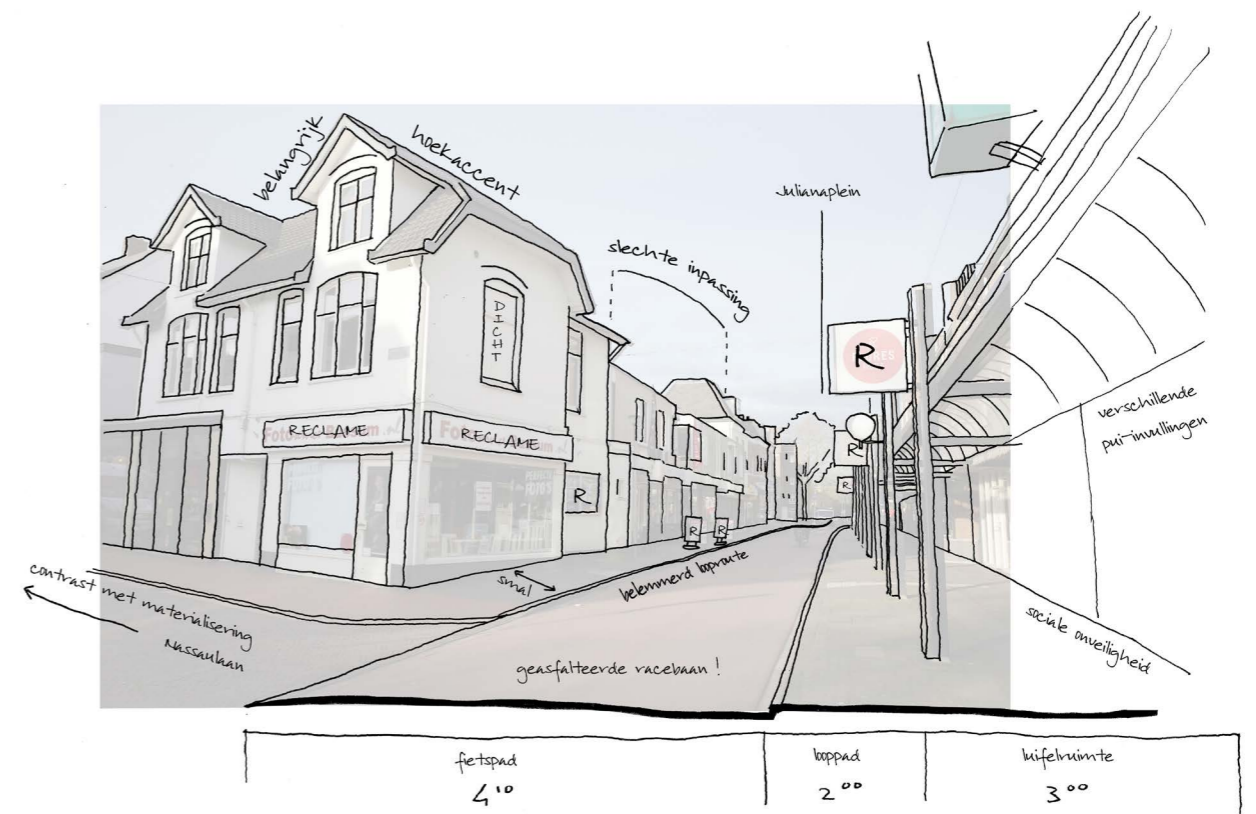 belangrijk
hoekaccent
Julianaplein
slechte inpassing
DICHT
R
R
R
verschillende
pui-invullingen
RECLAME
RECLAME
R
R
R
smal
belemmerd looproute
contrast met materialisering
Nassaulaan
geasfalteerde racebaan!
sociale onveiligheid
fietspad
looppad
luifelruimte
4¹⁰
2⁰⁰
3⁰⁰